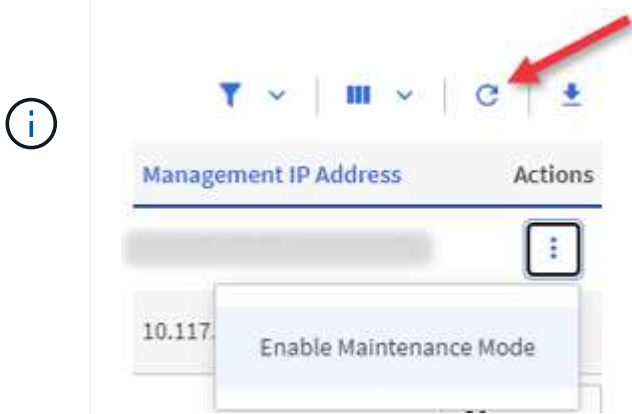 Management IP Address Actions
10.117.
Enable Maintenance Mode